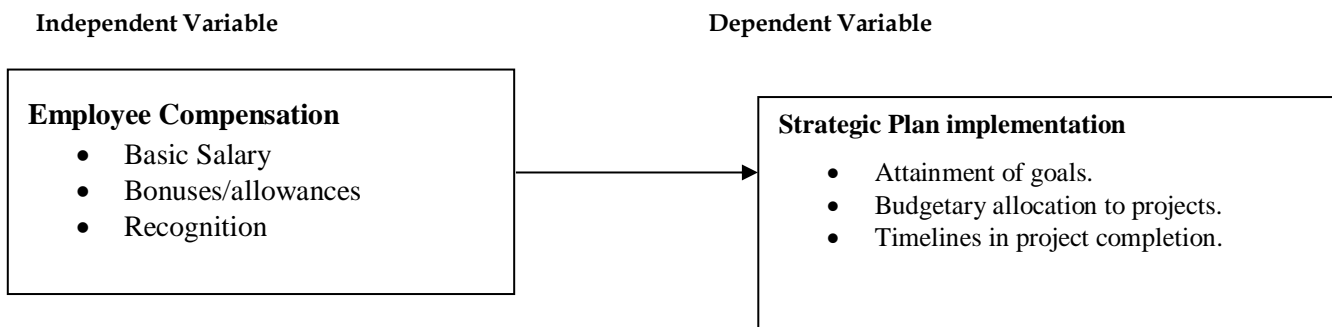 Independent Variable
Dependent Variable
Employee Compensation
• Basic Salary
• Bonuses/allowances
• Recognition
Strategic Plan implementation
• Attainment of goals.
• Budgetary allocation to projects.
• Timelines in project completion.